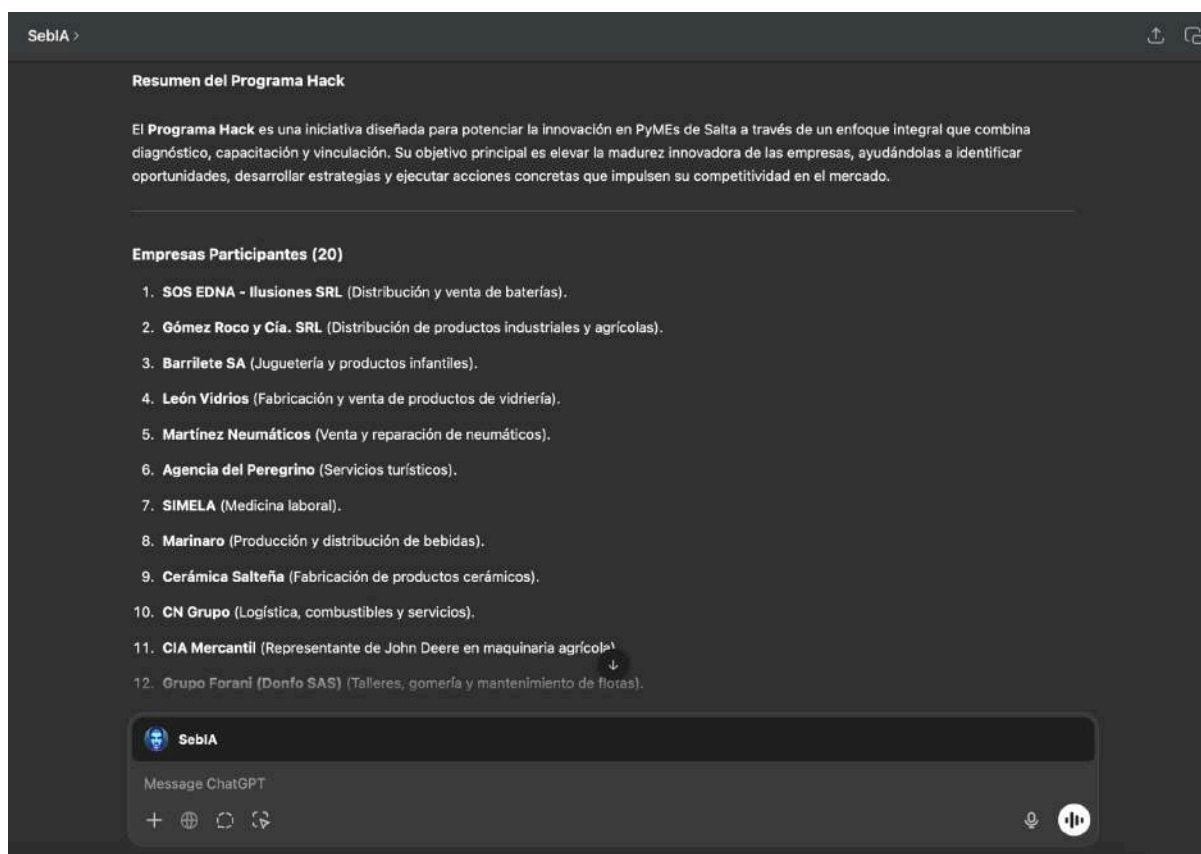 SebIA >
Resumen del Programa Hack
El Programa Hack es una iniciativa diseñada para potenciar la innovación en PyMEs de Salta a través de un enfoque integral que combina
diagnóstico, capacitación y vinculación. Su objetivo principal es elevar la madurez innovadora de las empresas, ayudándolas a identificar
oportunidades, desarrollar estrategias y ejecutar acciones concretas que impulsen su competitividad en el mercado.
Empresas Participantes (20)
1. SOS EDNA - Ilusiones SRL (Distribución y venta de baterías).
2. Gómez Roco y Cía. SRL (Distribución de productos industriales y agrícolas).
3. Barrilete SA (Juguetería y productos infantiles).
4. León Vidrios (Fabricación y venta de productos de vidriería).
5. Martínez Neumáticos (Venta y reparación de neumáticos).
6. Agencia del Peregrino (Servicios turísticos).
7. SIMELA (Medicina laboral).
8. Marinaro (Producción y distribución de bebidas).
9. Cerámica Salteña (Fabricación de productos cerámicos).
10. CN Grupo (Logística, combustibles y servicios).
11. CIA Mercantil (Representante de John Deere en maquinaria agrícola)
12. Grupo Forani (Donfo SAS) (Talleres, gomería y mantenimiento de flotas).
SebIA
Message ChatGPT